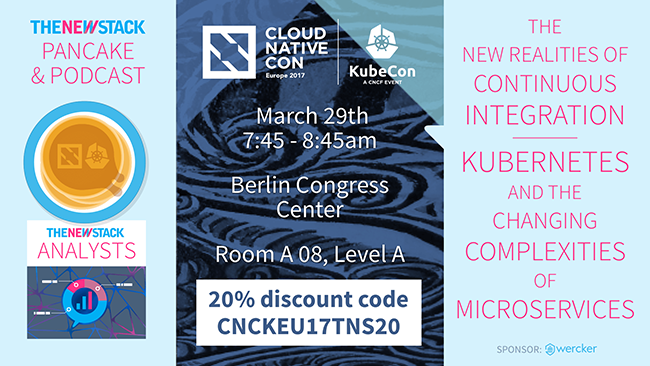 THENEWSTACK
PANCAKE
& PODCAST
THENEWSTACK
ANALYSTS
CLOUD
NATIVE
CON
Europe 2017
KubeCon
A CNCF EVENT
March 29th
7:45 - 8:45am
Berlin Congress
Center
Room A 08, Level A
20% discount code
CNCKEU17TNS20
THE
NEW REALITIES OF
CONTINUOUS
INTEGRATION
KUBERNETES
AND THE
CHANGING
COMPLEXITIES
OF
MICROSERVICES
SPONSOR: wercker